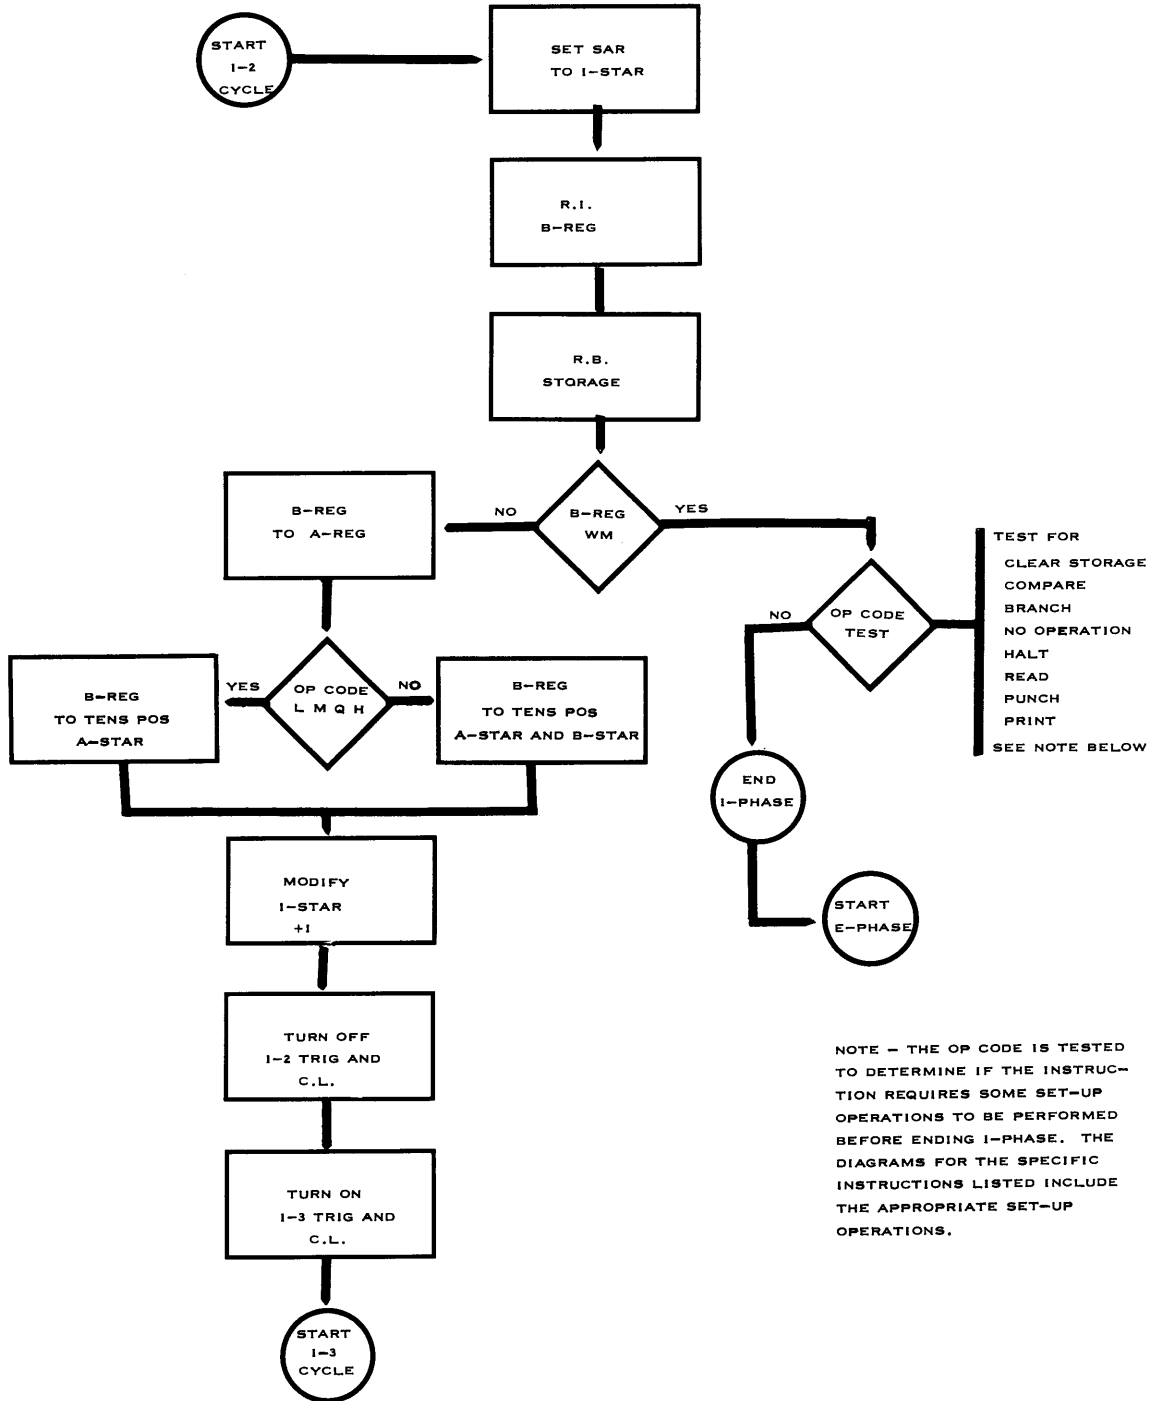 START
I-2
CYCLE
SET SAR
TO I-STAR
R.I.
B-REG
R.B.
STORAGE
B-REG
WM
NO
YES
B-REG
TO A-REG
OP CODE
L M Q H
YES
NO
B-REG
TO TENS POS
A-STAR
B-REG
TO TENS POS
A-STAR AND B-STAR
MODIFY
I-STAR
+1
TURN OFF
I-2 TRIG AND
C.L.
TURN ON
I-3 TRIG AND
C.L.
START
I-3
CYCLE
OP CODE
TEST
NO
TEST FOR
CLEAR STORAGE
COMPARE
BRANCH
NO OPERATION
HALT
READ
PUNCH
PRINT
SEE NOTE BELOW
END
I-PHASE
START
E-PHASE
NOTE – THE OP CODE IS TESTED
TO DETERMINE IF THE INSTRUC-
TION REQUIRES SOME SET-UP
OPERATIONS TO BE PERFORMED
BEFORE ENDING I-PHASE. THE
DIAGRAMS FOR THE SPECIFIC
INSTRUCTIONS LISTED INCLUDE
THE APPROPRIATE SET-UP
OPERATIONS.